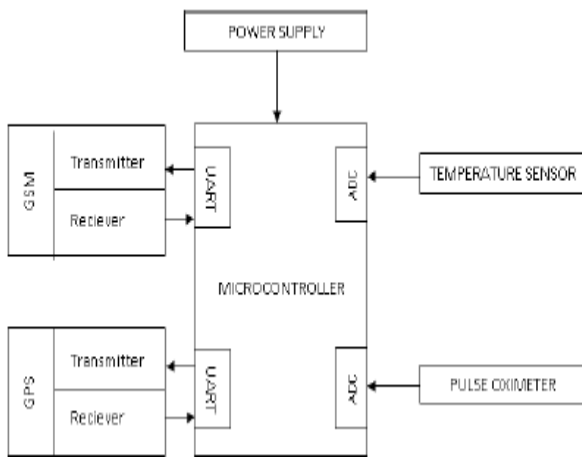 POWER SUPPLY
GSM
Transmitter
Reciever
UART
ADC
TEMPERATURE SENSOR
MICROCONTROLLER
GPS
Transmitter
Reciever
UART
ADC
PULSE OXIMETER